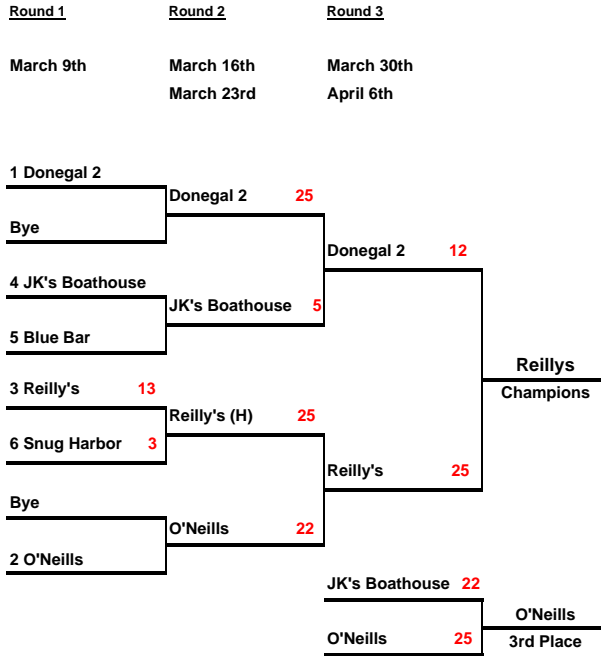 Round 1 Round 2 Round 3
March 9th March 16th March 30th
March 23rd April 6th
1 Donegal 2
Donegal 2 25
Bye
Donegal 2 12
4 JK's Boathouse
JK's Boathouse 5
5 Blue Bar
Reillys
3 Reilly's 13
Champions
Reilly's (H) 25
6 Snug Harbor 3
Reilly's 25
Bye
O'Neills 22
2 O'Neills
JK's Boathouse 22
O'Neills
O'Neills 25
3rd Place